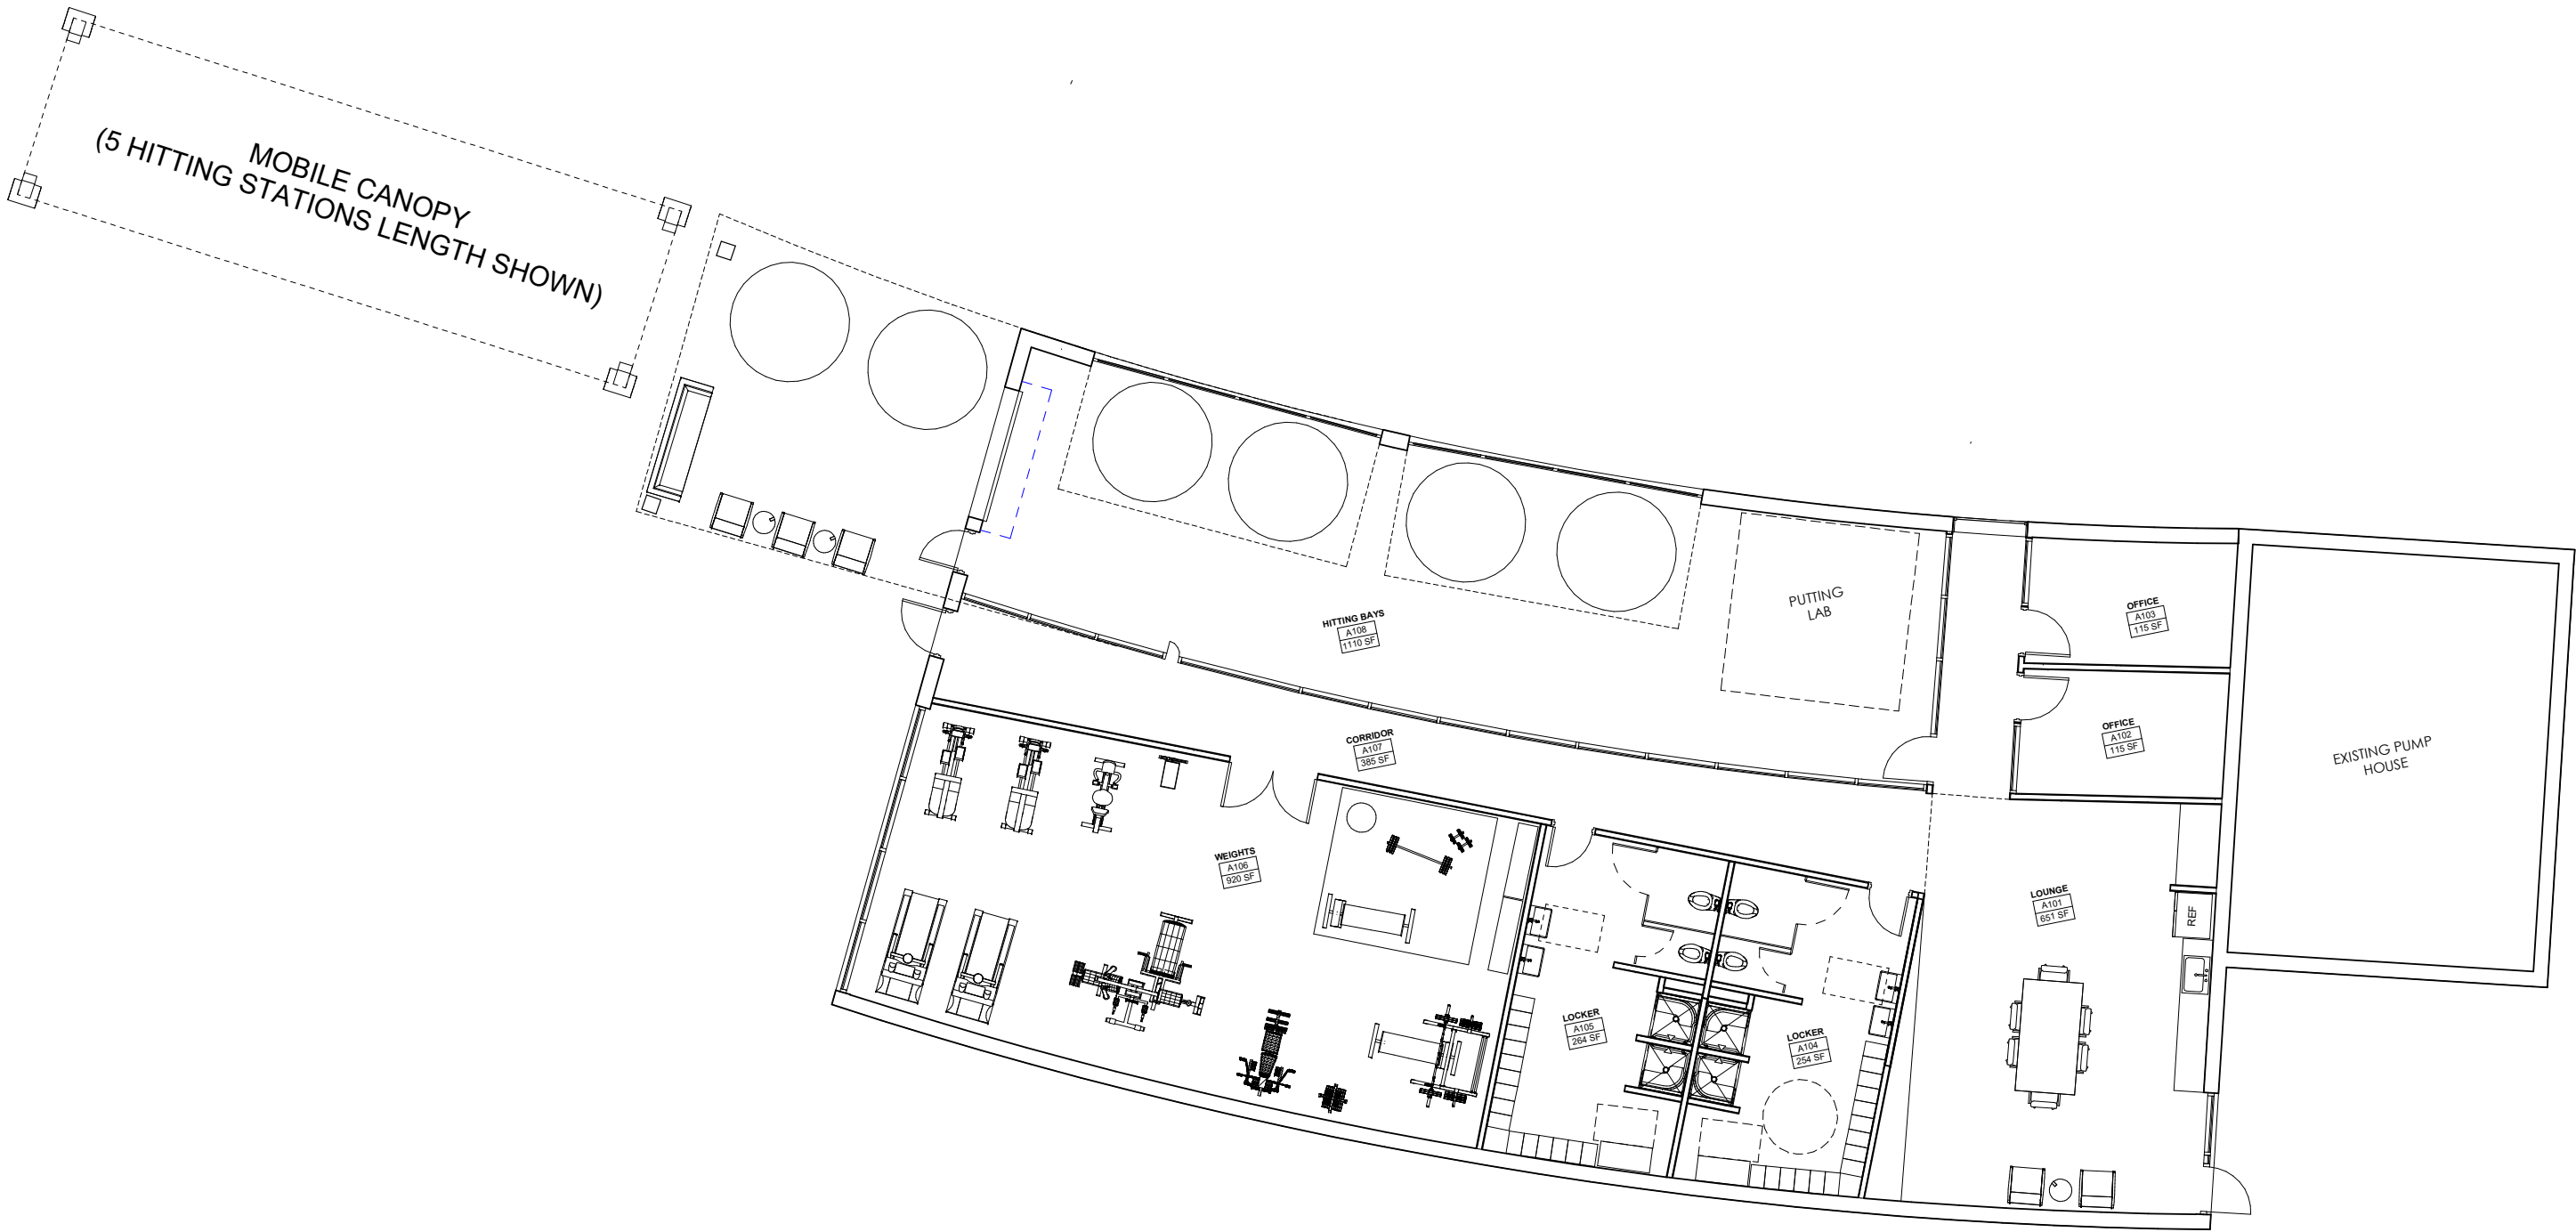 MOBILE CANOPY
(5 HITTING STATIONS LENGTH SHOWN)
HITTING BAYS
A108
1110 SF
PUTTING
LAB
OFFICE
A103
115 SF
OFFICE
A102
115 SF
EXISTING PUMP
HOUSE
CORRIDOR
A107
385 SF
WEIGHTS
A106
920 SF
LOUNGE
A101
651 SF
REF
LOCKER
A105
264 SF
LOCKER
A104
254 SF